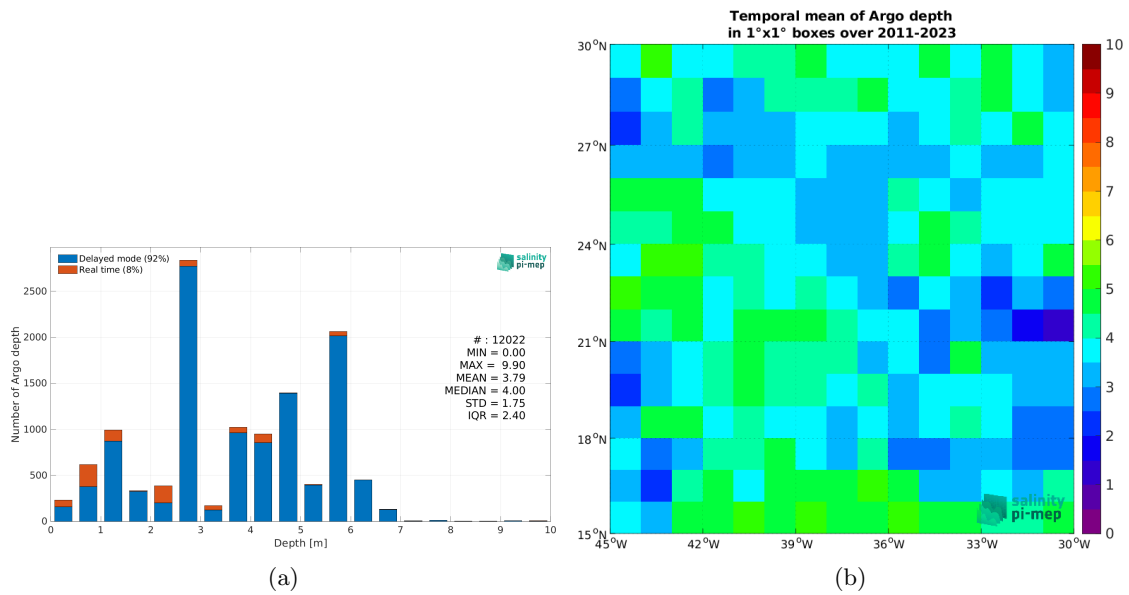 Delayed mode (92%)
Real time (8%)
salinity
pi-mep
Number of Argo depth
2500
2000
1500
1000
500
0
# : 12022
MIN = 0.00
MAX = 9.90
MEAN = 3.79
MEDIAN = 4.00
STD = 1.75
IQR = 2.40
0 1 2 3 4 5 6 7 8 9 10
Depth [m]
(a)
Temporal mean of Argo depth
in 1°x1° boxes over 2011-2023
30°N
27°N
24°N
21°N
18°N
15°N
45°W 42°W 39°W 36°W 33°W 30°W
salinity
pi-mep
10
9
8
7
6
5
4
3
2
1
0
(b)